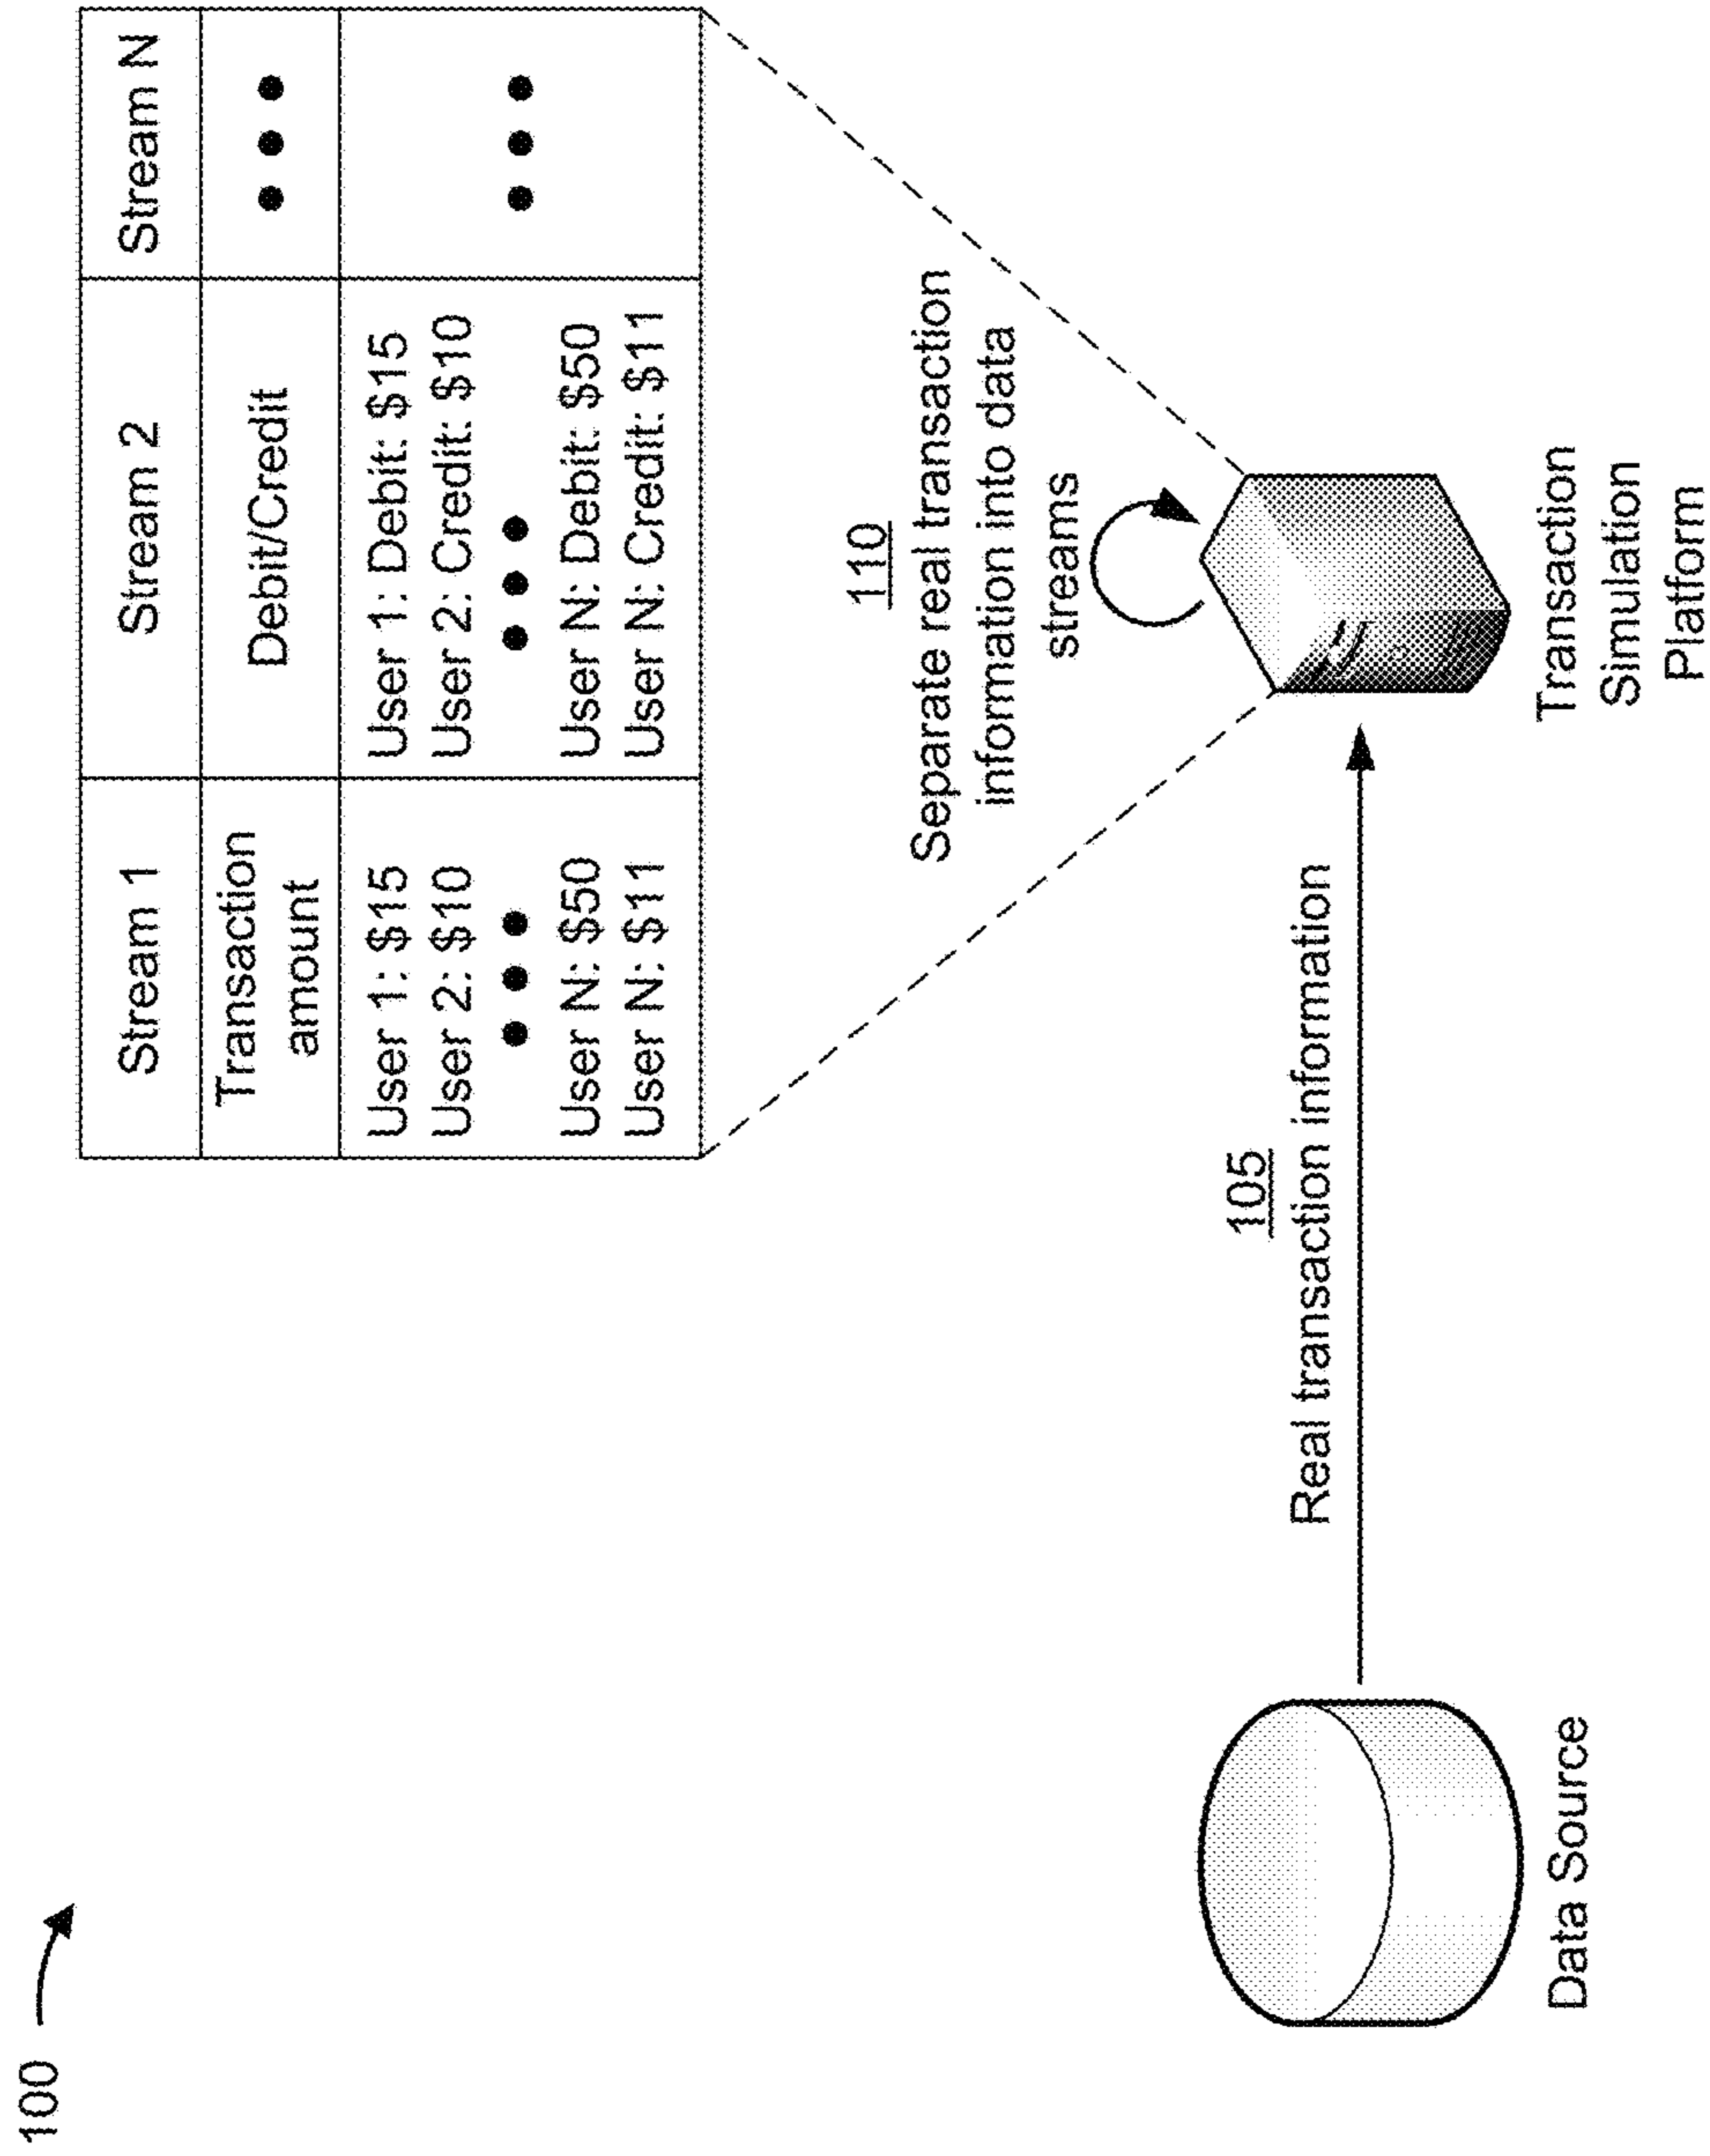 100
Stream 1
Stream 2
Stream N
Transaction
amount
Debit/Credit
User 1: $15
User 2: $10
User N: $50
User N: $11
User 1: Debit: $15
User 2: Credit: $10
User N: Debit: $50
User N: Credit: $11
110
Separate real transaction
information into data
streams
105
Real transaction information
Data Source
Transaction
Simulation
Platform